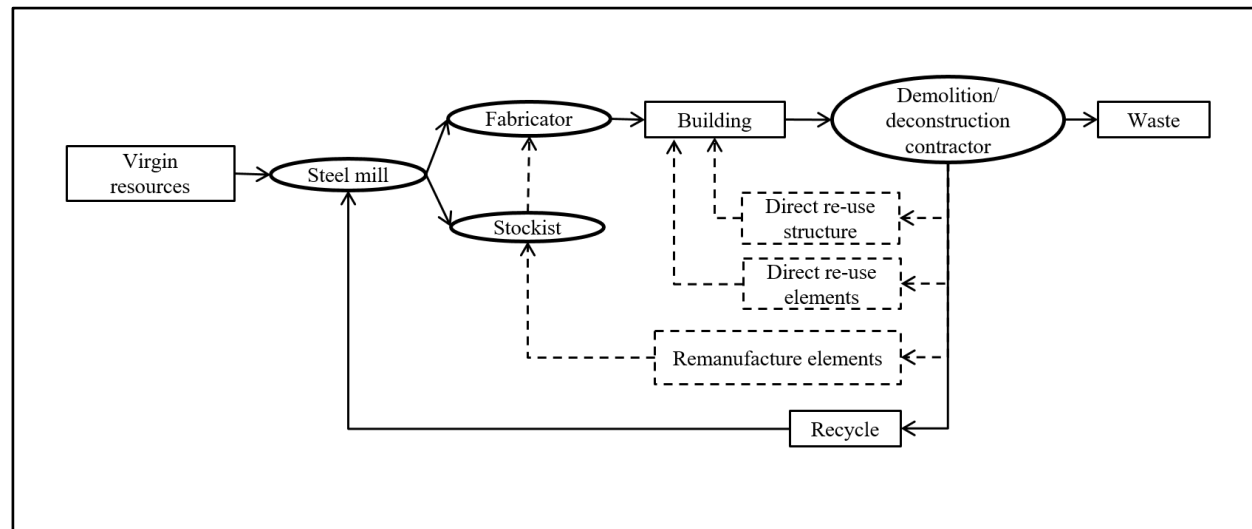 Virgin
resources
Steel mill
Fabricator
Stockist
Building
Demolition/
deconstruction
contractor
Waste
Direct re-use
structure
Direct re-use
elements
Remanufacture elements
Recycle